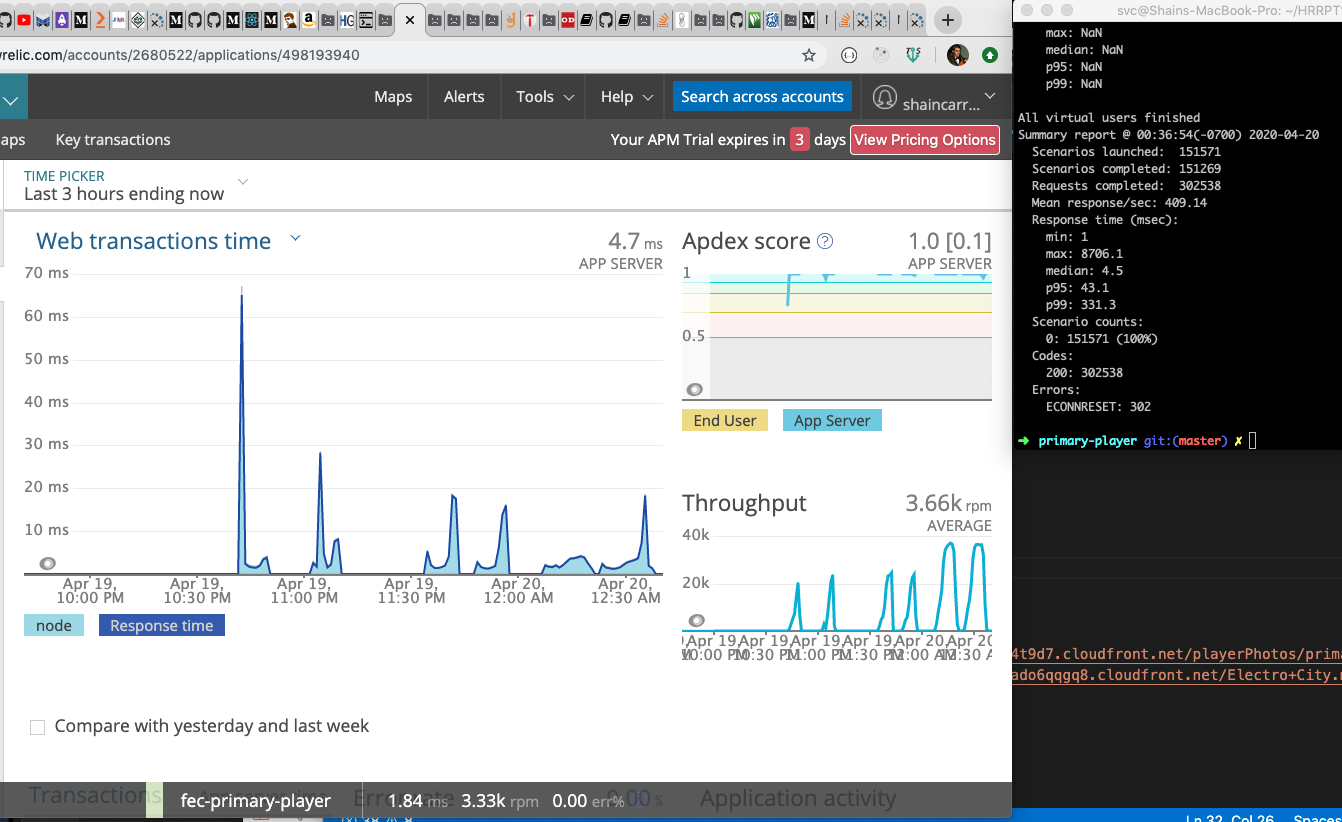 vrelic.com/accounts/2680522/applications/498193940
Maps Alerts Tools Help Search across accounts shaincarr...
aps Key transactions Your APM Trial expires in 3 days View Pricing Options
TIME PICKER
Last 3 hours ending now
Web transactions time
4.7 ms
APP SERVER
70 ms
60 ms
50 ms
40 ms
30 ms
20 ms
10 ms
Apr 19, 10:00 PM
Apr 19, 10:30 PM
Apr 19, 11:00 PM
Apr 19, 11:30 PM
Apr 20, 12:00 AM
Apr 20, 12:30 AM
node Response time
Compare with yesterday and last week
Apdex score ?
1.0 [0.1]
APP SERVER
1
0.5
End User App Server
Throughput
3.66k rpm
AVERAGE
40k
20k
Apr 19, 10:00 PM
Apr 19, 10:30 PM
Apr 19, 11:00 PM
Apr 19, 11:30 PM
Apr 20, 12:00 AM
Apr 20, 12:30 A
Transactions Error rate 0.00 % Application activity
fec-primary-player 1.84 ms 3.33k rpm 0.00 err%
svc@Shains-MacBook-Pro: ~/HRRPT
max: NaN
median: NaN
p95: NaN
p99: NaN
All virtual users finished
Summary report @ 00:36:54(-0700) 2020-04-20
Scenarios launched: 151571
Scenarios completed: 151269
Requests completed: 302538
Mean response/sec: 409.14
Response time (msec):
min: 1
max: 8706.1
median: 4.5
p95: 43.1
p99: 331.3
Scenario counts:
0: 151571 (100%)
Codes:
200: 302538
Errors:
ECONNRESET: 302
➜ primary-player git:(master) ✗
4t9d7.cloudfront.net/playerPhotos/prim
ado6qqgq8.cloudfront.net/Electro+City.
Ln 32, Col 26 Spaces